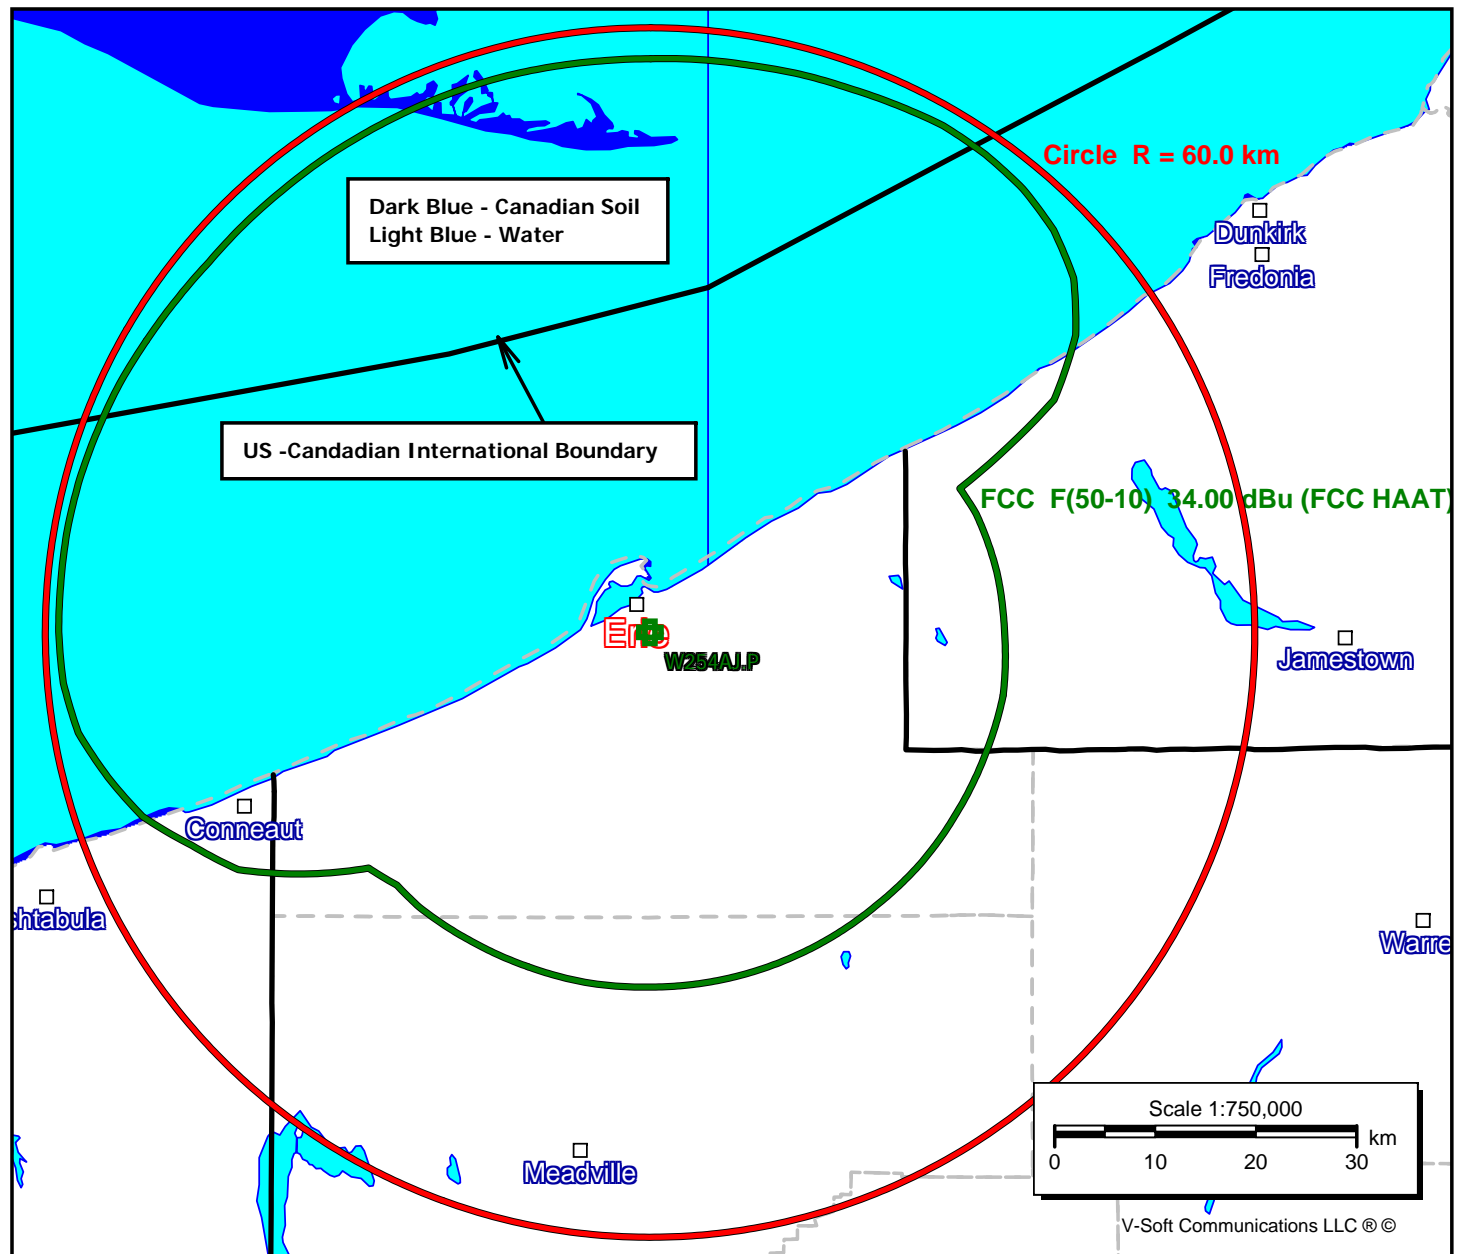 Circle R = 60.0 km
Dark Blue - Canadian Soil
Light Blue - Water
Dunkirk
Fredonia
US -Candadian International Boundary
FCC F(50-10) 34.00 dBu (FCC HAAT)
Erie
W254AJ.P
Jamestown
Conneaut
shtabula
Warre
Scale 1:750,000
km
0 10 20 30
Meadville
V-Soft Communications LLC ® ©